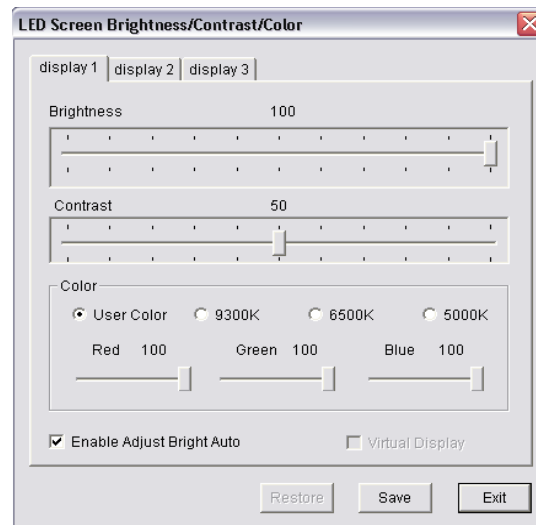 LED Screen Brightness/Contrast/Color
display 1 display 2 display 3
Brightness 100
Contrast 50
Color
User Color 9300K 6500K 5000K
Red 100 Green 100 Blue 100
Enable Adjust Bright Auto Virtual Display
Restore Save Exit